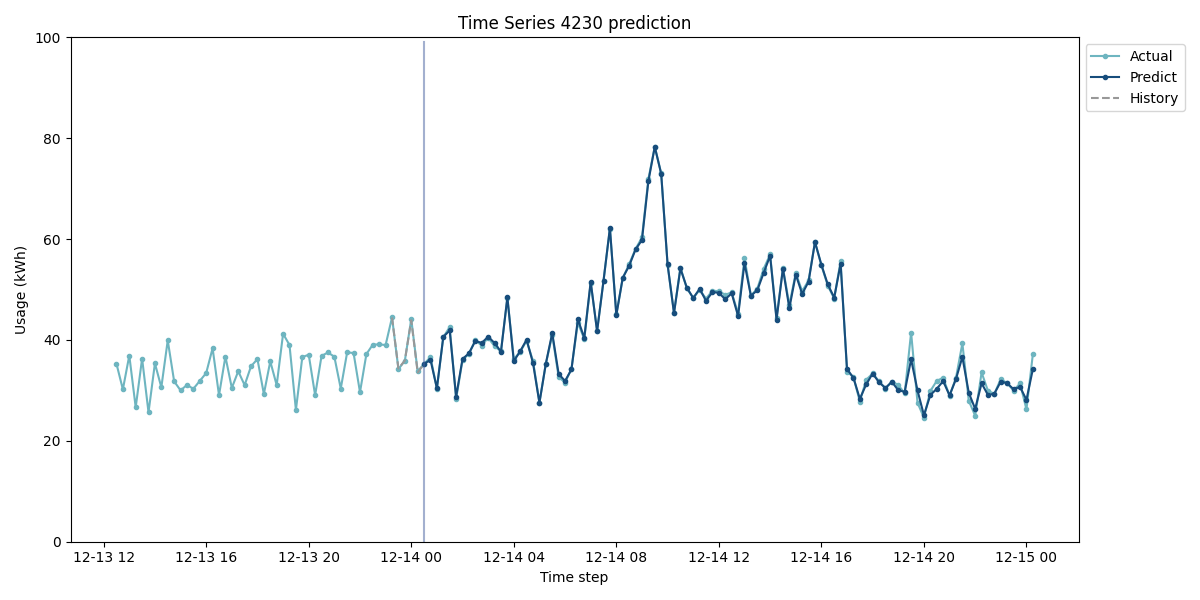 Time Series 4230 prediction
100
80
60
40
20
0
Usage (kWh)
12-13 12
12-13 16
12-13 20
12-14 00
12-14 04
12-14 08
12-14 12
12-14 16
12-14 20
12-15 00
Time step
Actual
Predict
History